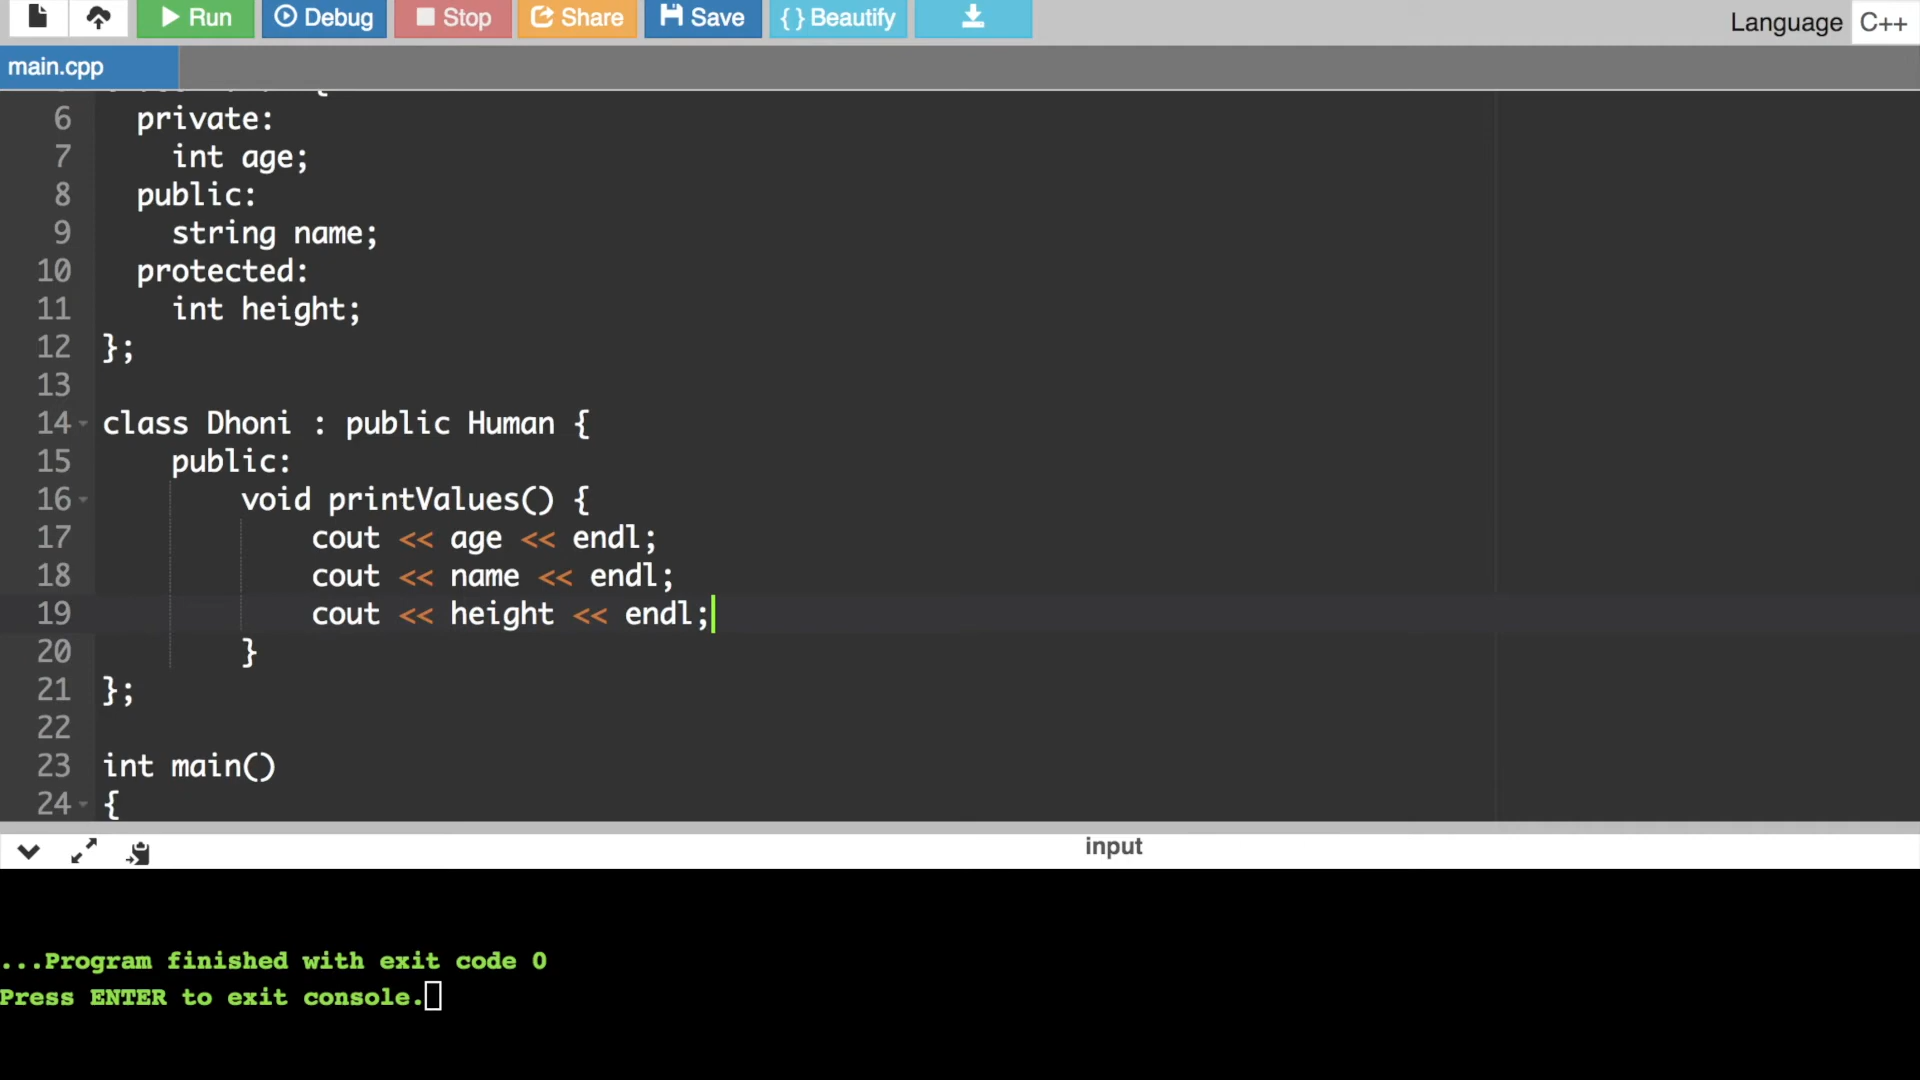 Run Debug Stop Share Save {} Beautify Language C++
main.cpp
6 private:
7 int age;
8 public:
9 string name;
10 protected:
11 int height;
12 };
13
14 class Dhoni : public Human {
15 public:
16 void printValues() {
17 cout << age << endl;
18 cout << name << endl;
19 cout << height << endl;
20 }
21 };
22
23 int main()
24 {
input
...Program finished with exit code 0
Press ENTER to exit console.